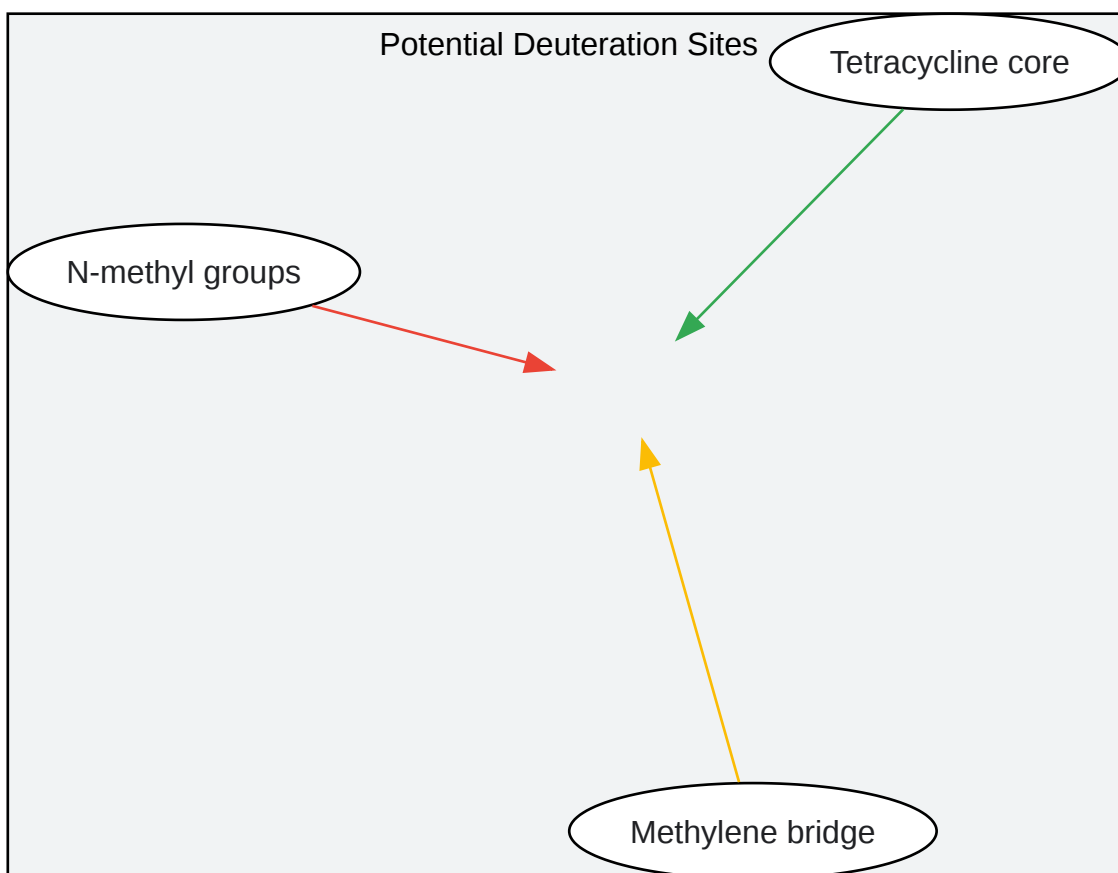 Potential Deuteration Sites
Tetracycline core
N-methyl groups
Methylene bridge